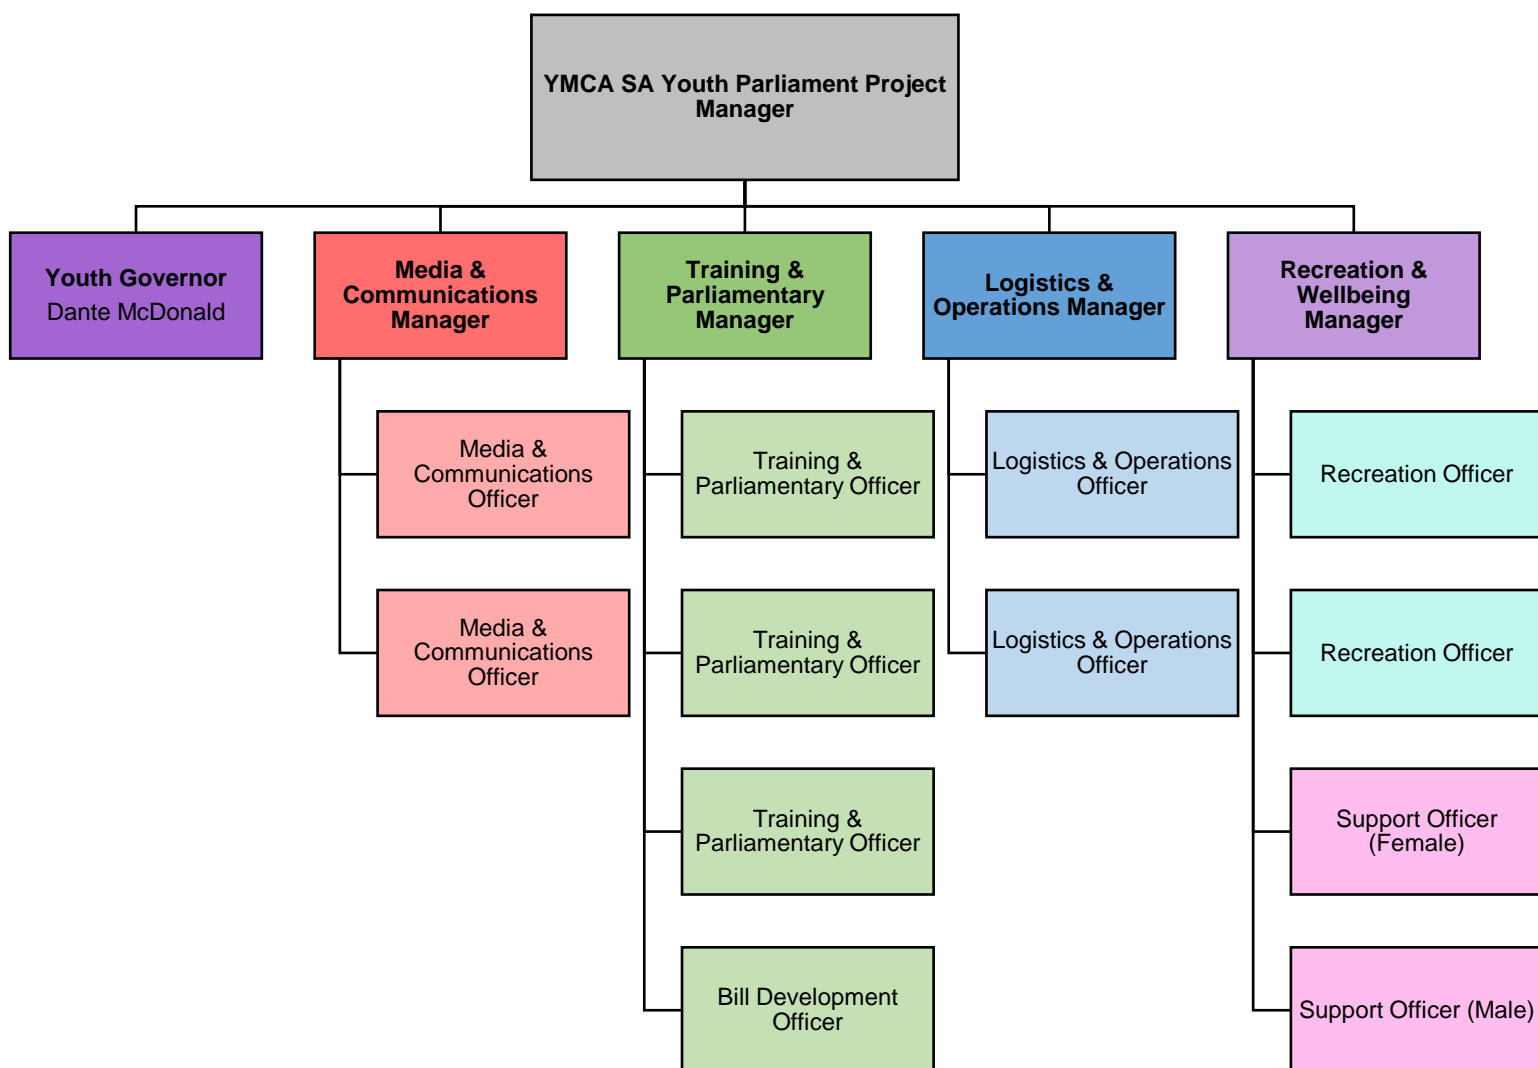 YMCA SA Youth Parliament Project
Manager
Youth Governor
Dante McDonald
Media &
Communications
Manager
Training &
Parliamentary
Manager
Logistics &
Operations Manager
Recreation &
Wellbeing
Manager
Media &
Communications
Officer
Training &
Parliamentary Officer
Logistics & Operations
Officer
Recreation Officer
Media &
Communications
Officer
Training &
Parliamentary Officer
Logistics & Operations
Officer
Recreation Officer
Training &
Parliamentary Officer
Support Officer
(Female)
Bill Development
Officer
Support Officer (Male)